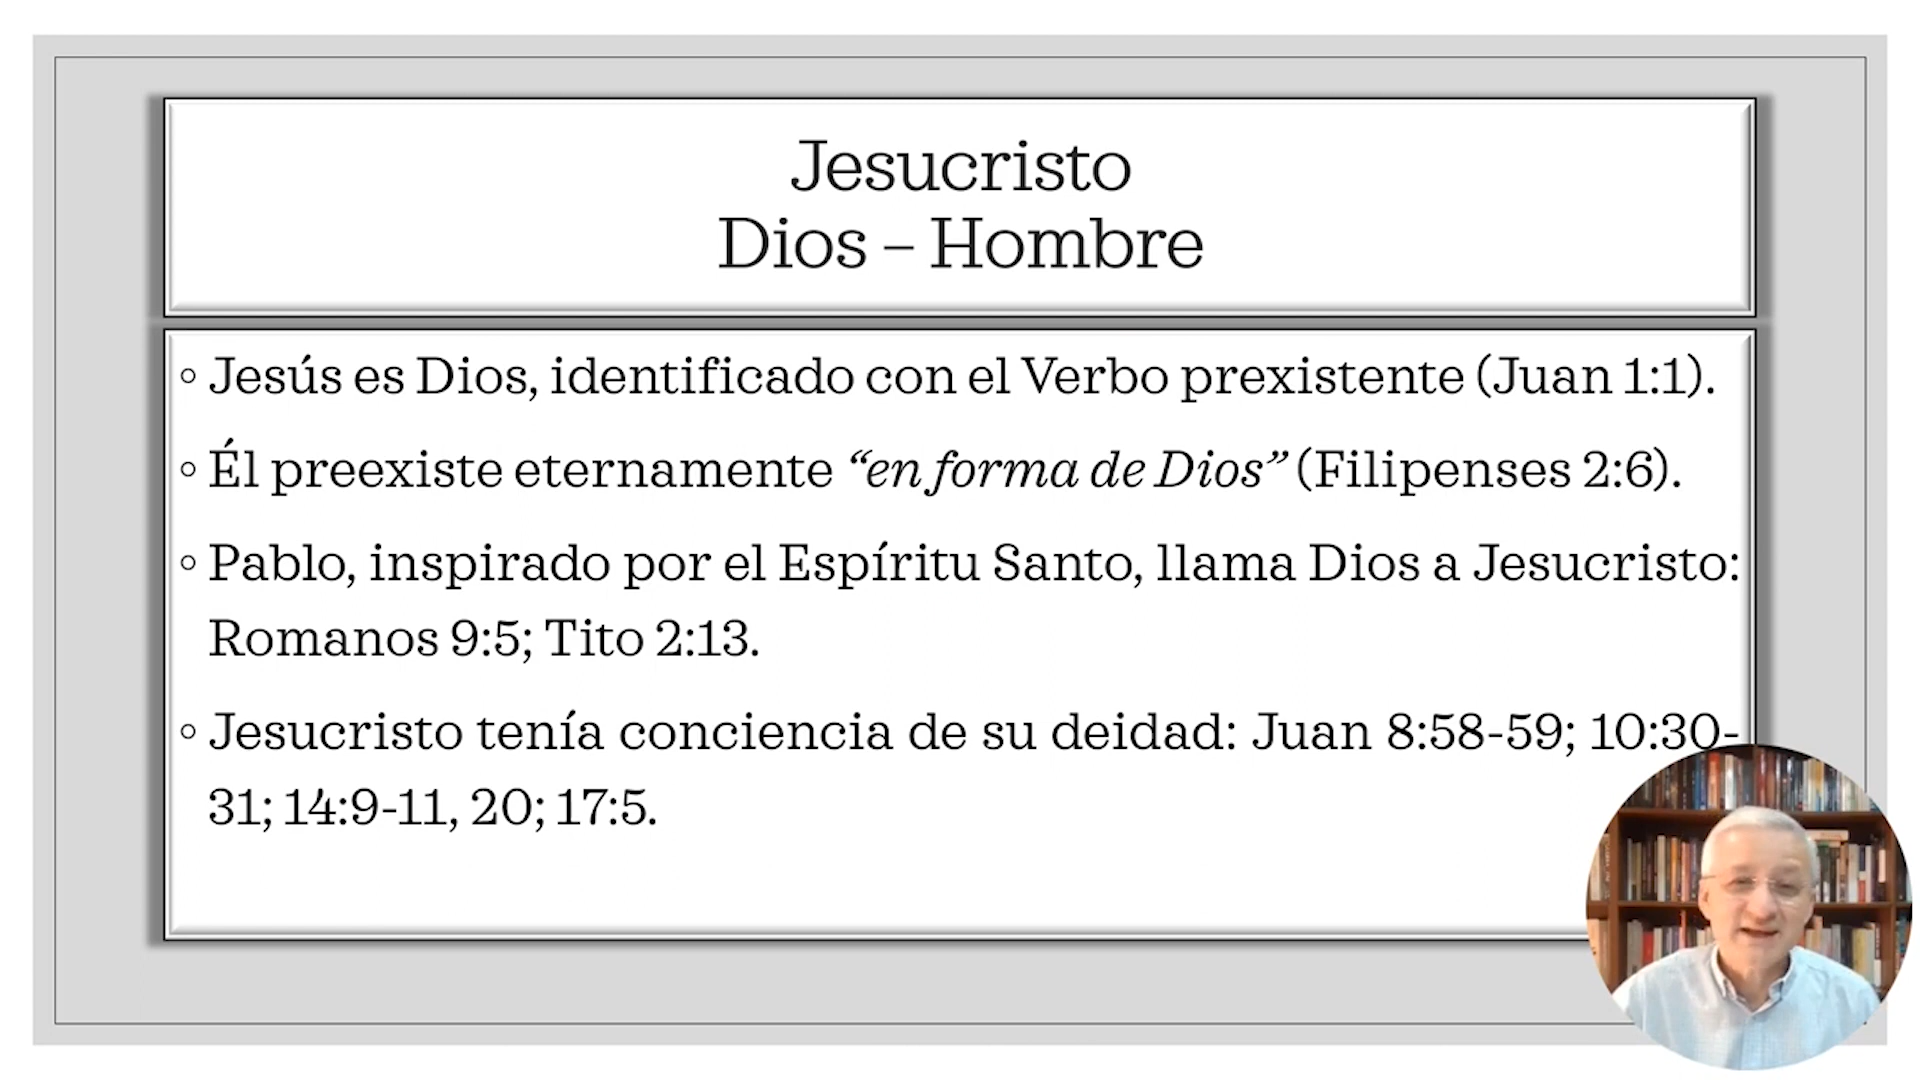 Jesucristo
Dios – Hombre
◦ Jesús es Dios, identificado con el Verbo prexistente (Juan 1:1).
◦ Él preexiste eternamente “en forma de Dios” (Filipenses 2:6).
◦ Pablo, inspirado por el Espíritu Santo, llama Dios a Jesucristo:
Romanos 9:5; Tito 2:13.
◦ Jesucristo tenía conciencia de su deidad: Juan 8:58-59; 10:30-
31; 14:9-11, 20; 17:5.